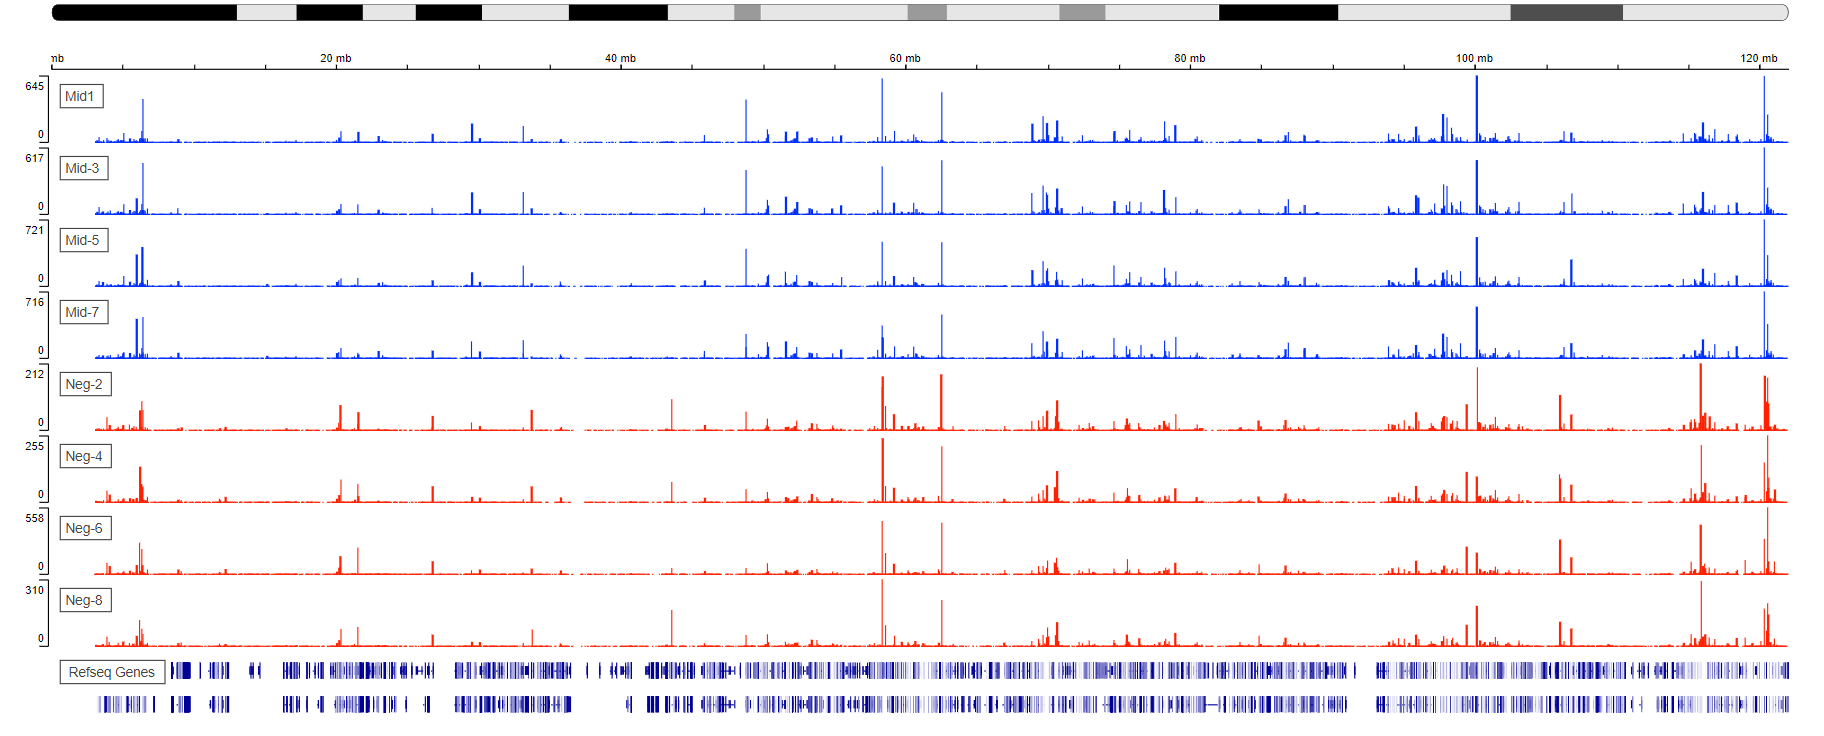 mb 20 mb 40 mb 60 mb 80 mb 100 mb 120 mb
645
Mid1
0
617
Mid-3
0
721
Mid-5
0
716
Mid-7
0
212
Neg-2
0
255
Neg-4
0
558
Neg-6
0
310
Neg-8
0
Refseq Genes